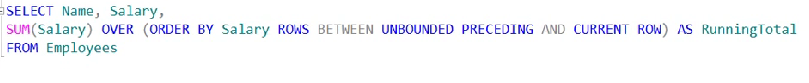 SELECT Name, Salary,
SUM(Salary) OVER (ORDER BY Salary ROWS BETWEEN UNBOUNDED PRECEDING AND CURRENT ROW) AS RunningTotal
FROM Employees